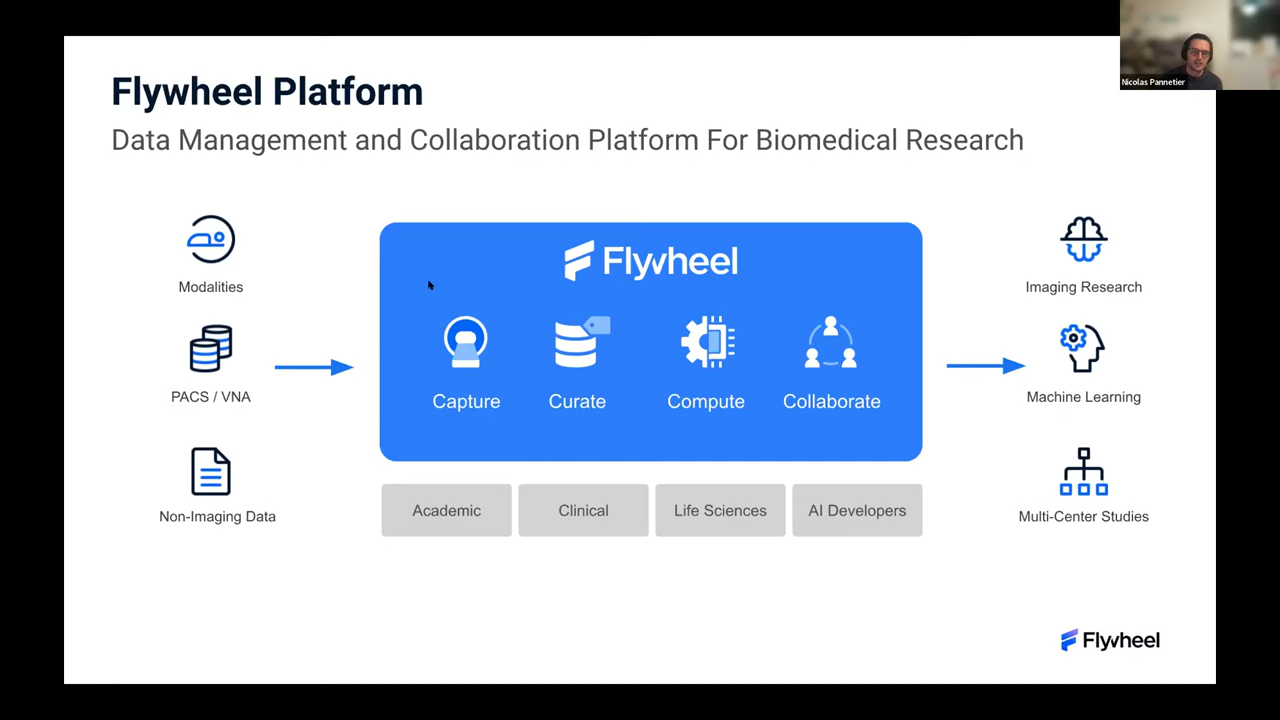 Nicolas Pannetier
Flywheel Platform
Data Management and Collaboration Platform For Biomedical Research
Modalities
PACS / VNA
Non-Imaging Data
Flywheel
Capture
Curate
Compute
Collaborate
Academic
Clinical
Life Sciences
AI Developers
Imaging Research
Machine Learning
Multi-Center Studies
Flywheel